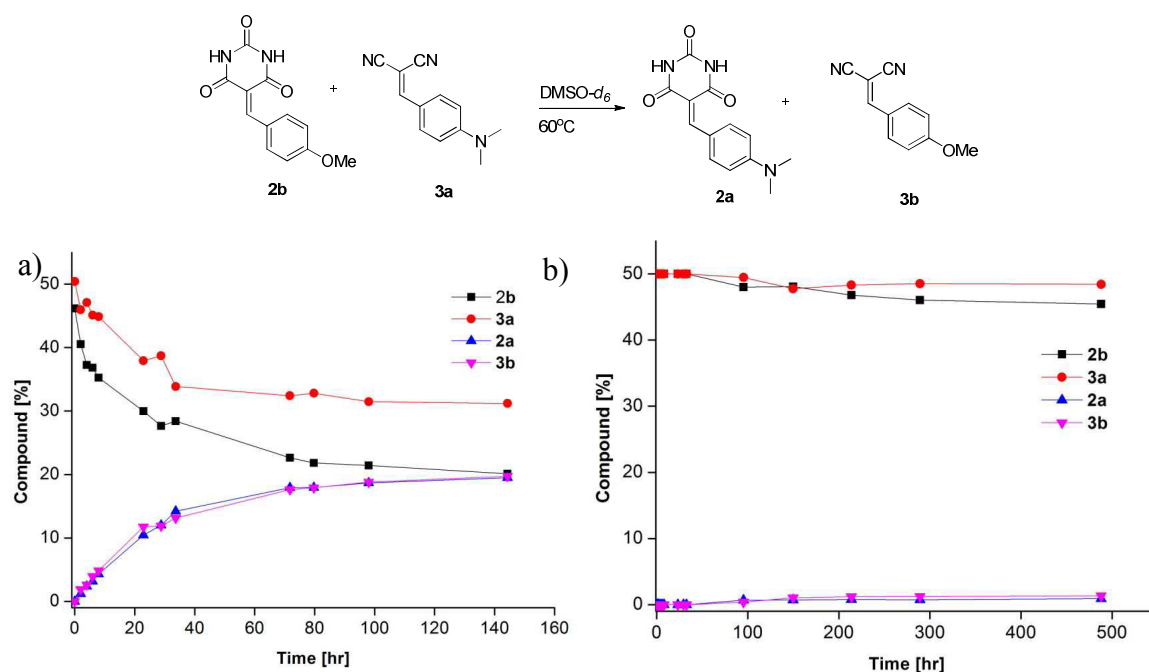 O
HN NH
O O
OMe
2b
+
NC CN
N
3a
DMSO-d6
60°C
O
HN NH
O O
N
2a
+
NC CN
OMe
3b
a)
Compound [%]
50
40
30
20
10
0
0 20 40 60 80 100 120 140 160
Time [hr]
2b
3a
2a
3b
b)
Compound [%]
50
40
30
20
10
0
0 100 200 300 400 500
Time [hr]
2b
3a
2a
3b